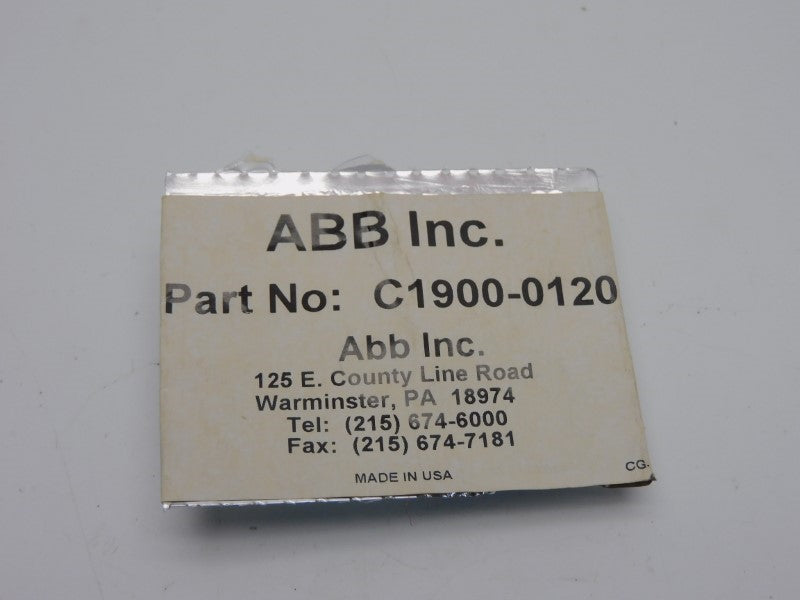 ABB Inc.
Part No: C1900-0120
Abb Inc.
125 E. County Line Road
Warminster, PA 18974
Tel: (215) 674-6000
Fax: (215) 674-7181
MADE IN USA
CG-